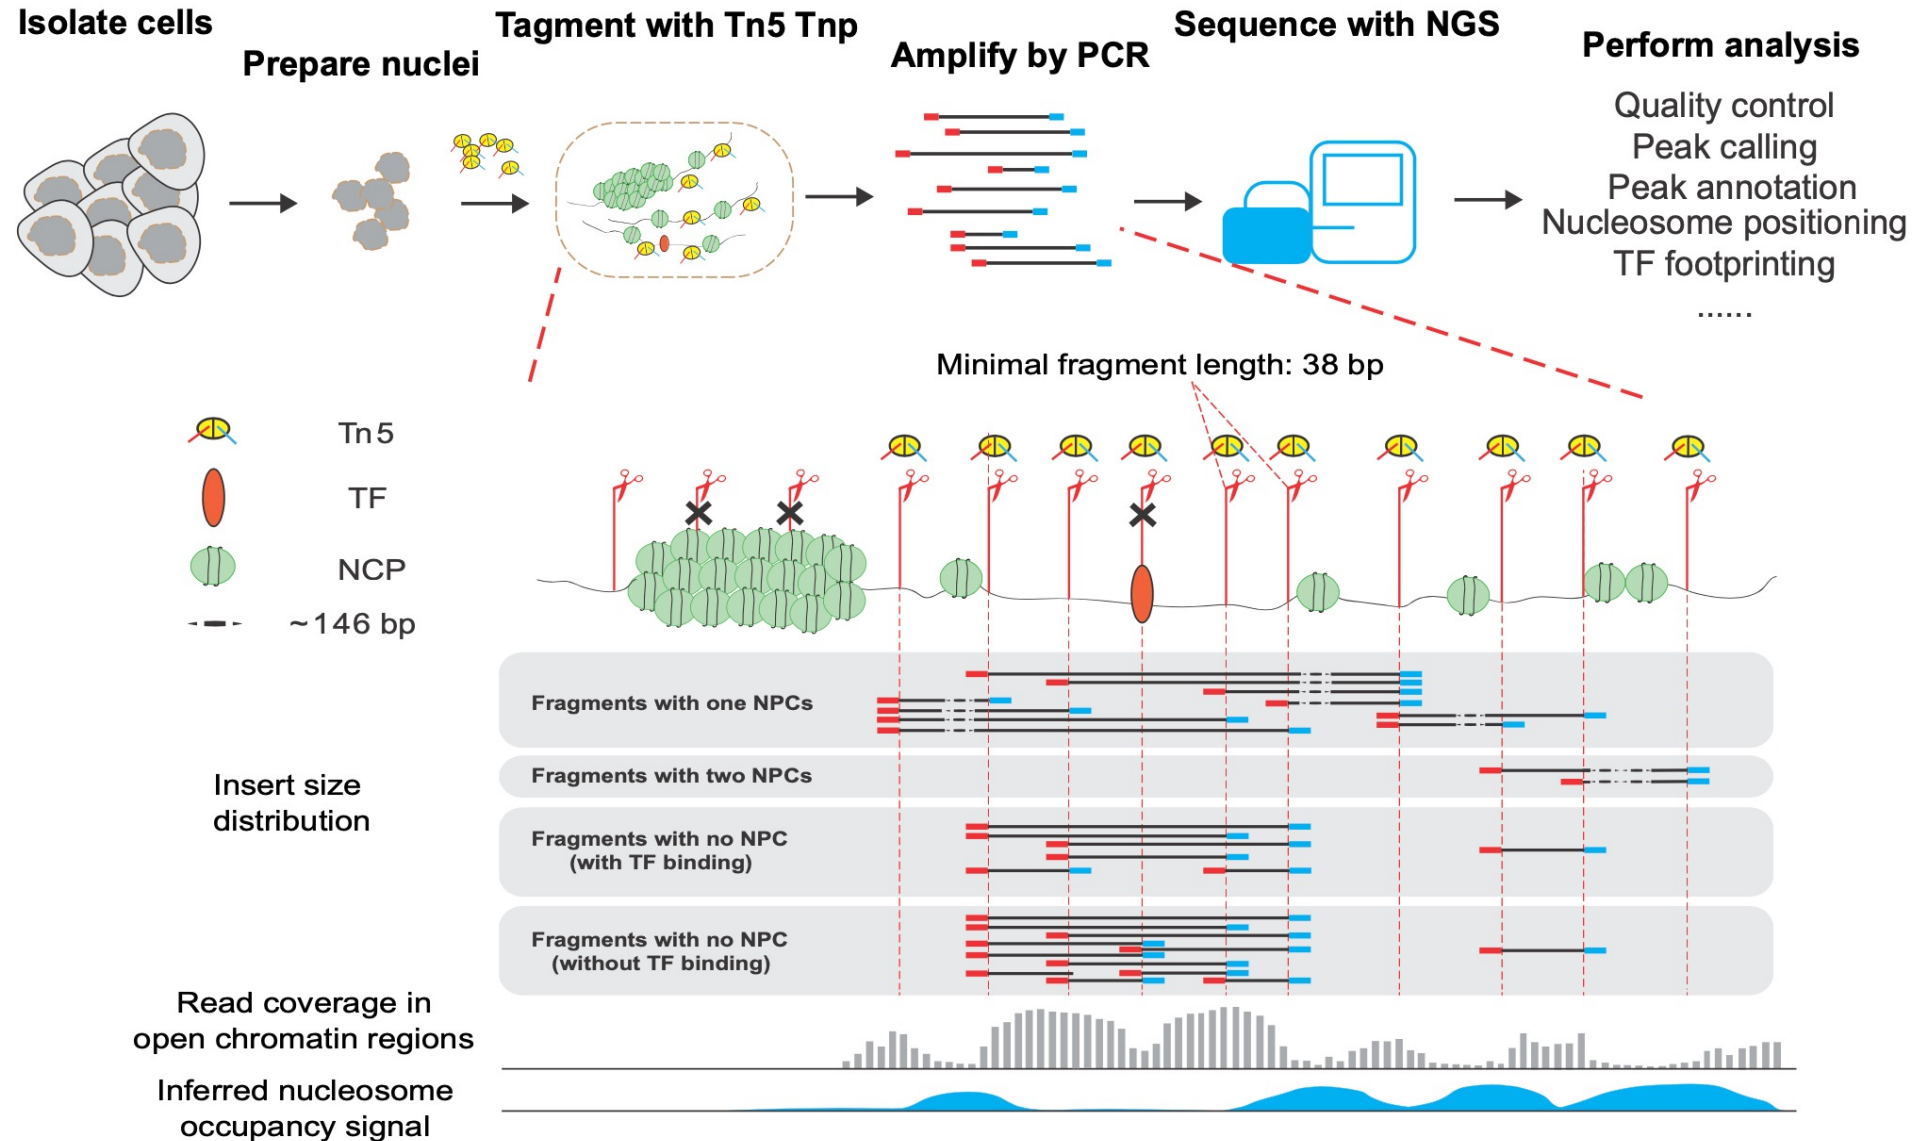 Isolate cells
Prepare nuclei
Tagment with Tn5 Tnp
Amplify by PCR
Sequence with NGS
Perform analysis
Quality control
Peak calling
Peak annotation
Nucleosome positioning
TF footprinting
......
Minimal fragment length: 38 bp
Tn5
TF
NCP
~146 bp
Insert size
distribution
Fragments with one NPCs
Fragments with two NPCs
Fragments with no NPC
(with TF binding)
Fragments with no NPC
(without TF binding)
Read coverage in
open chromatin regions
Inferred nucleosome
occupancy signal